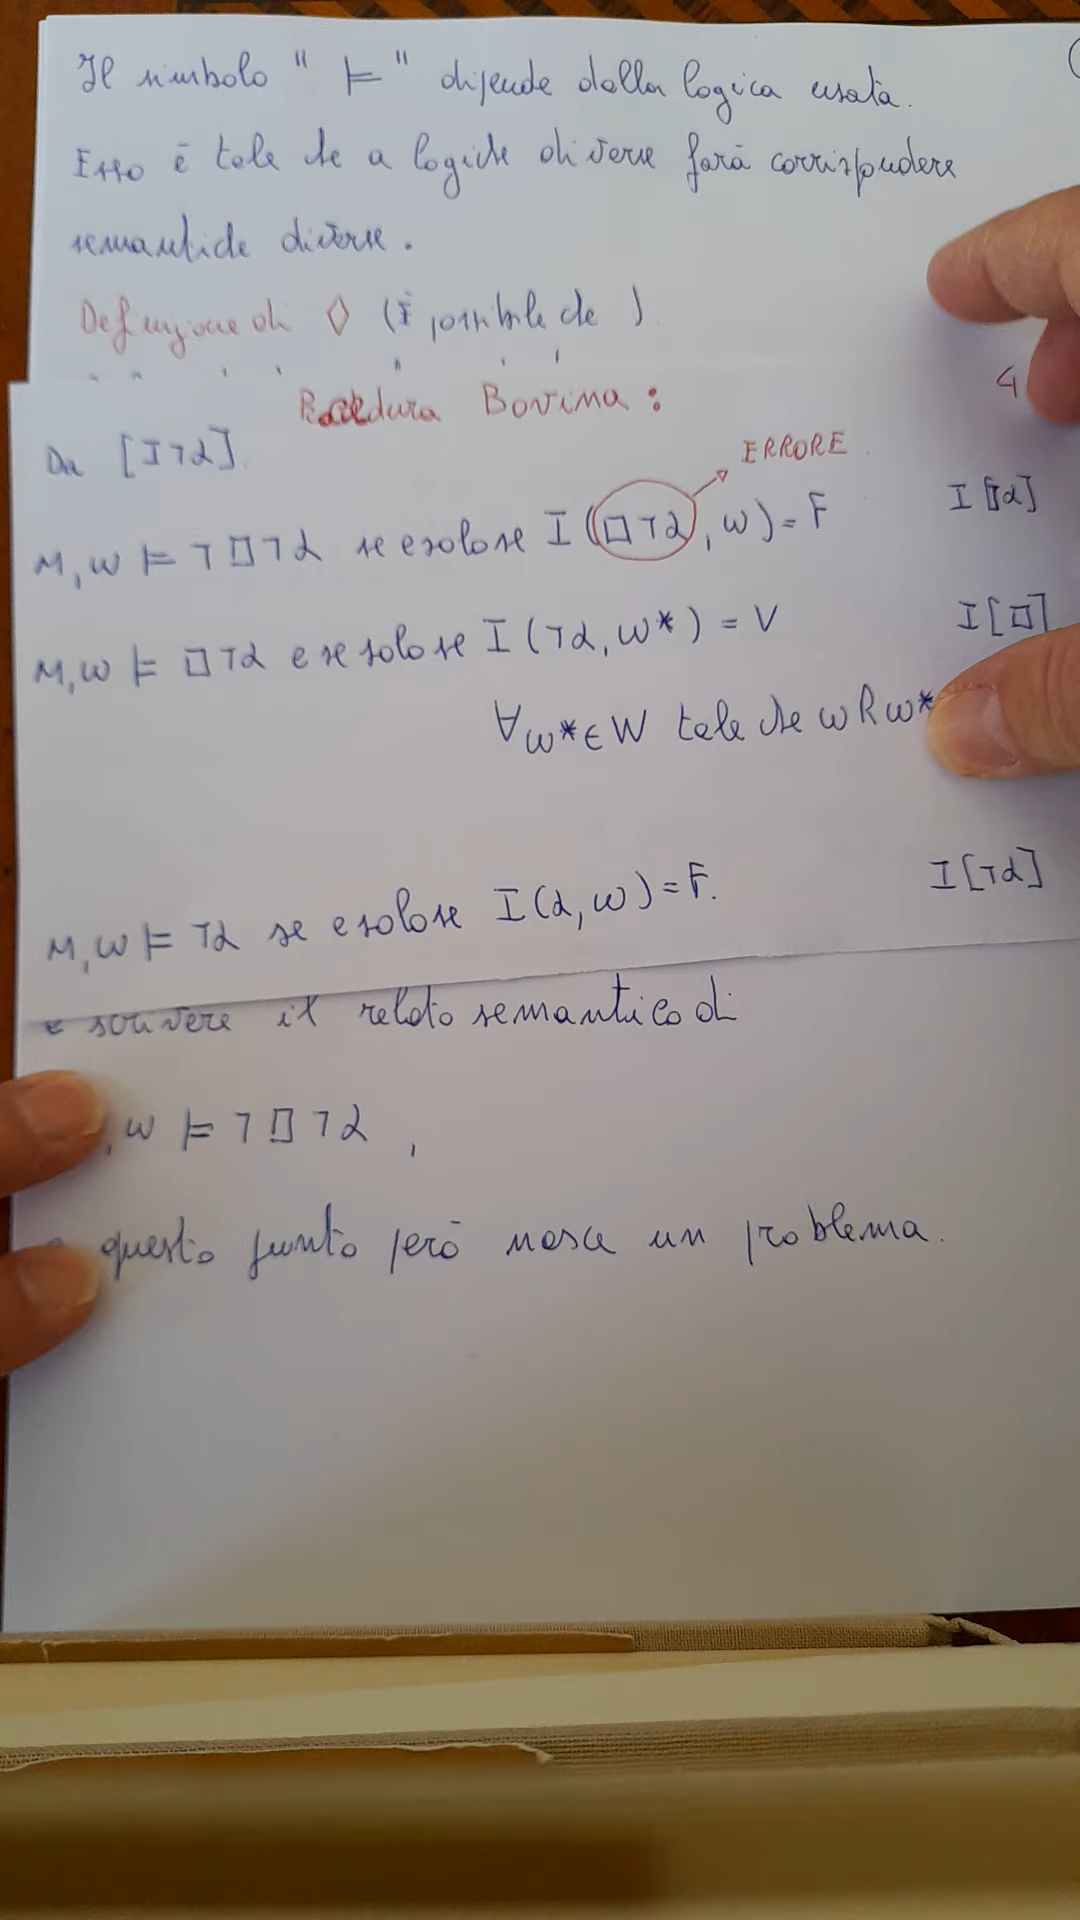 Il simbolo " ⊨ " dipende dalla logica usata.
Esso è tale che a logiche diverse farà corrispondere
semantiche diverse.
Definizione di ◊ (È possibile che )
Procedura Bovina:
4
Da [I¬α]
ERRORE
M,w ⊨ ¬□¬α se e solo se I(□¬α, w) = F
I[¬α]
M,w ⊨ □¬α e se solo se I(¬α, w*) = V
I[□]
∀w*∈W tale che wRw*
M,w ⊨ ¬α se e solo se I(α, w) = F.
I[¬α]
e scrivere il relato semantico di
,w ⊨ ¬□¬α ,
questo punto però nasce un problema.